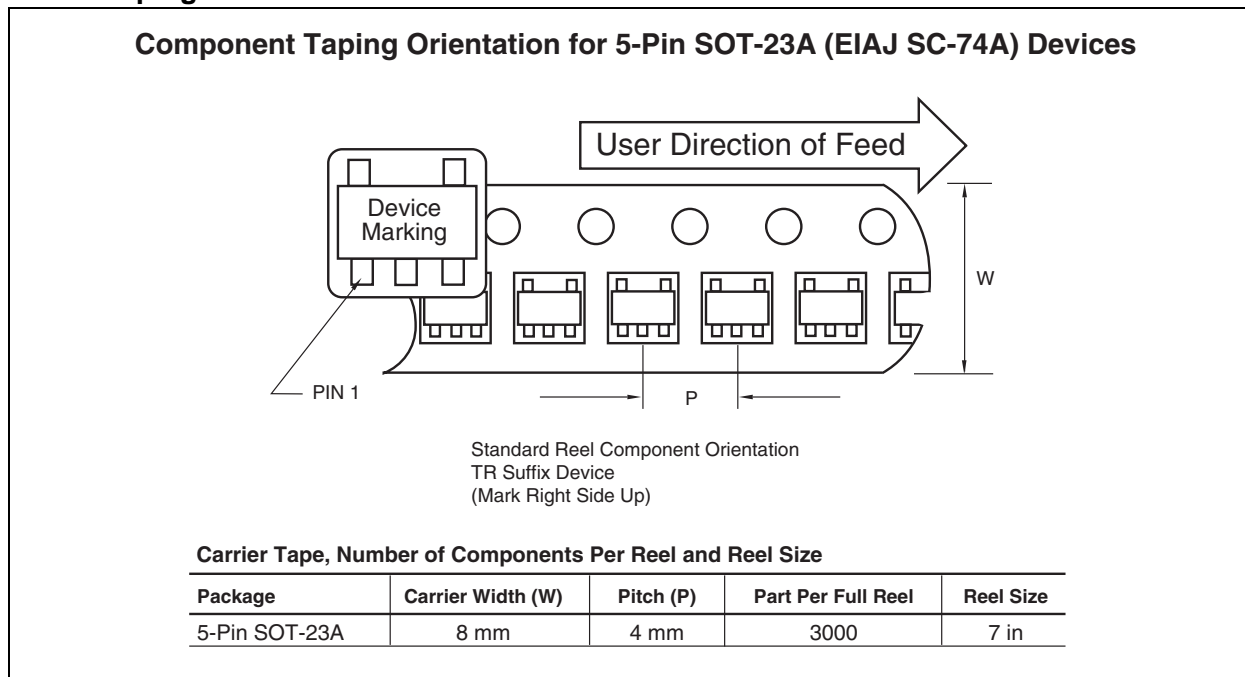 Component Taping Orientation for 5-Pin SOT-23A (EIAJ SC-74A) Devices
User Direction of Feed
Device
Marking
W
PIN 1
P
Standard Reel Component Orientation
TR Suffix Device
(Mark Right Side Up)
Carrier Tape, Number of Components Per Reel and Reel Size
Package Carrier Width (W) Pitch (P) Part Per Full Reel Reel Size
5-Pin SOT-23A 8 mm 4 mm 3000 7 in